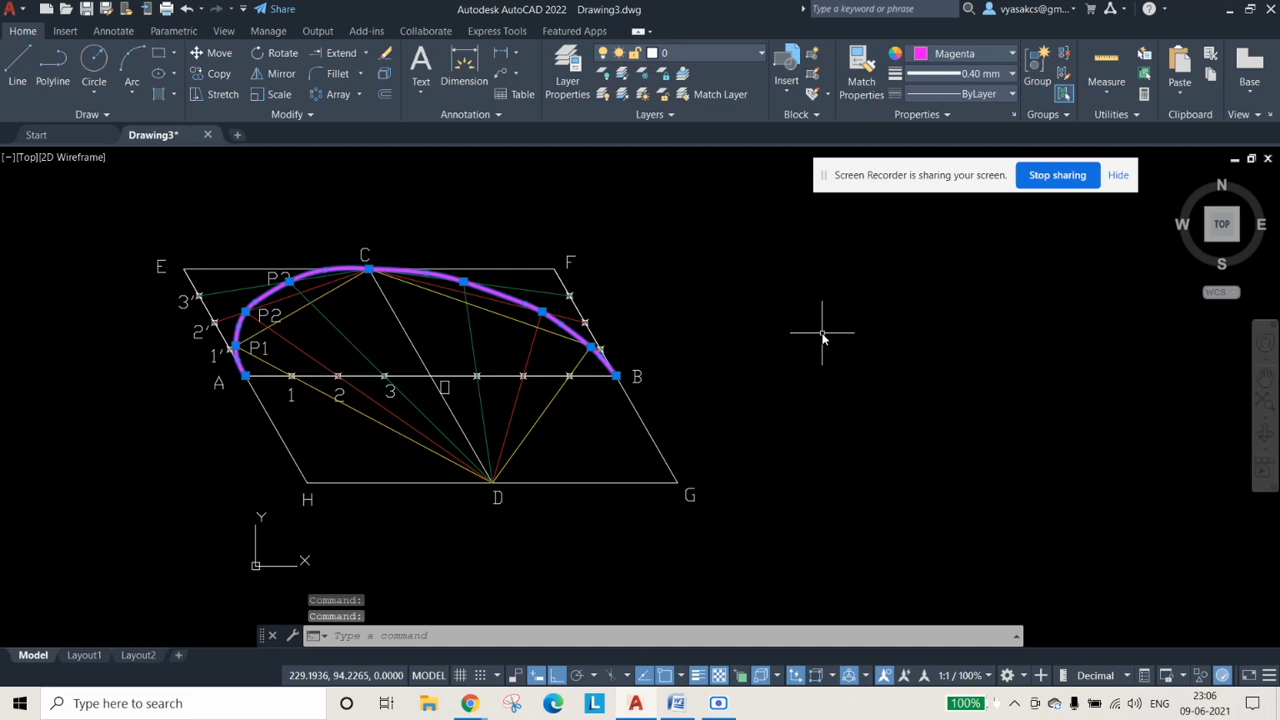 Share
Autodesk AutoCAD 2022 Drawing3.dwg
Type a keyword or phrase
vyasakcs@gm...
Home Insert Annotate Parametric View Manage Output Add-ins Collaborate Express Tools Featured Apps
Line Polyline Circle Arc
Move Rotate Extend
Copy Mirror Fillet
Stretch Scale Array
Text Dimension Table
Layer Properties
0
Match Layer
Insert
Match Properties
Magenta
0.40 mm
ByLayer
Group Measure Paste Base
Draw Modify Annotation Layers Block Properties Groups Utilities Clipboard View
Start Drawing3*
[−][Top][2D Wireframe]
Screen Recorder is sharing your screen. Stop sharing Hide
N
W TOP E
S
WCS
C
E F
P3
3'
P2
2'
P1
1'
A B
1 2 3 O
H D G
Y
X
Command:
Command:
Type a command
Model Layout1 Layout2
229.1936, 94.2265, 0.0000 MODEL 1:1 / 100% Decimal
Type here to search
100% ENG
23:06
09-06-2021